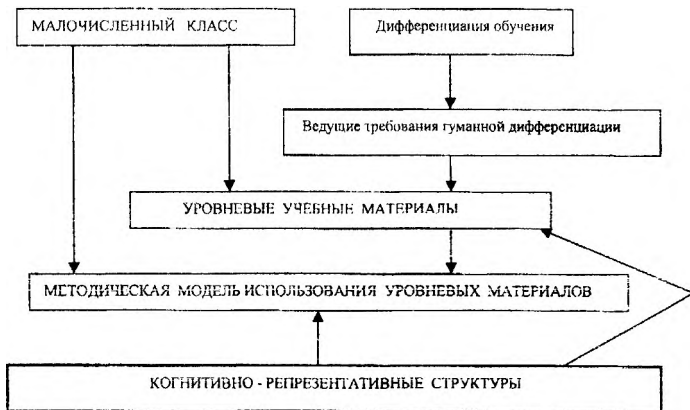 МАЛОЧИСЛЕННЫЙ КЛАСС
Дифференциация обучения
Ведущие требования гуманной дифференциации
УРОВНЕВЫЕ УЧЕБНЫЕ МАТЕРИАЛЫ
МЕТОДИЧЕСКАЯ МОДЕЛЬ ИСПОЛЬЗОВАНИЯ УРОВНЕВЫХ МАТЕРИАЛОВ
КОГНИТИВНО - РЕПРЕЗЕНТАТИВНЫЕ СТРУКТУРЫ